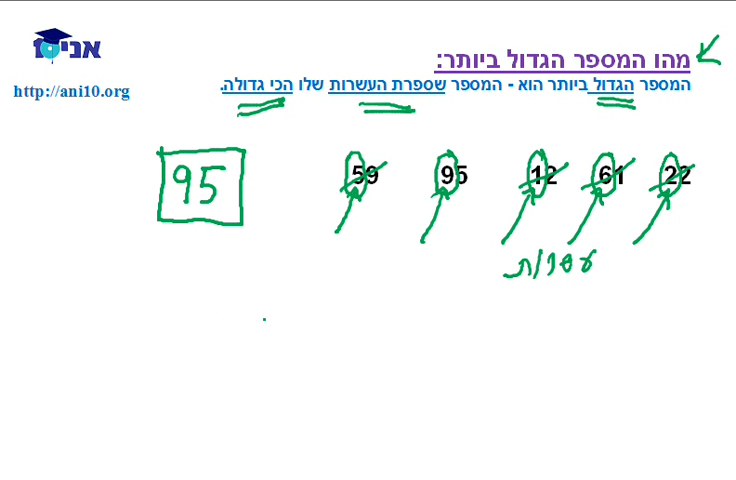 אני10
http://ani10.org
מהו המספר הגדול ביותר:
המספר הגדול ביותר הוא - המספר שספרת העשרות שלו הכי גדולה.
22 61 12 95 59
95
עשרות